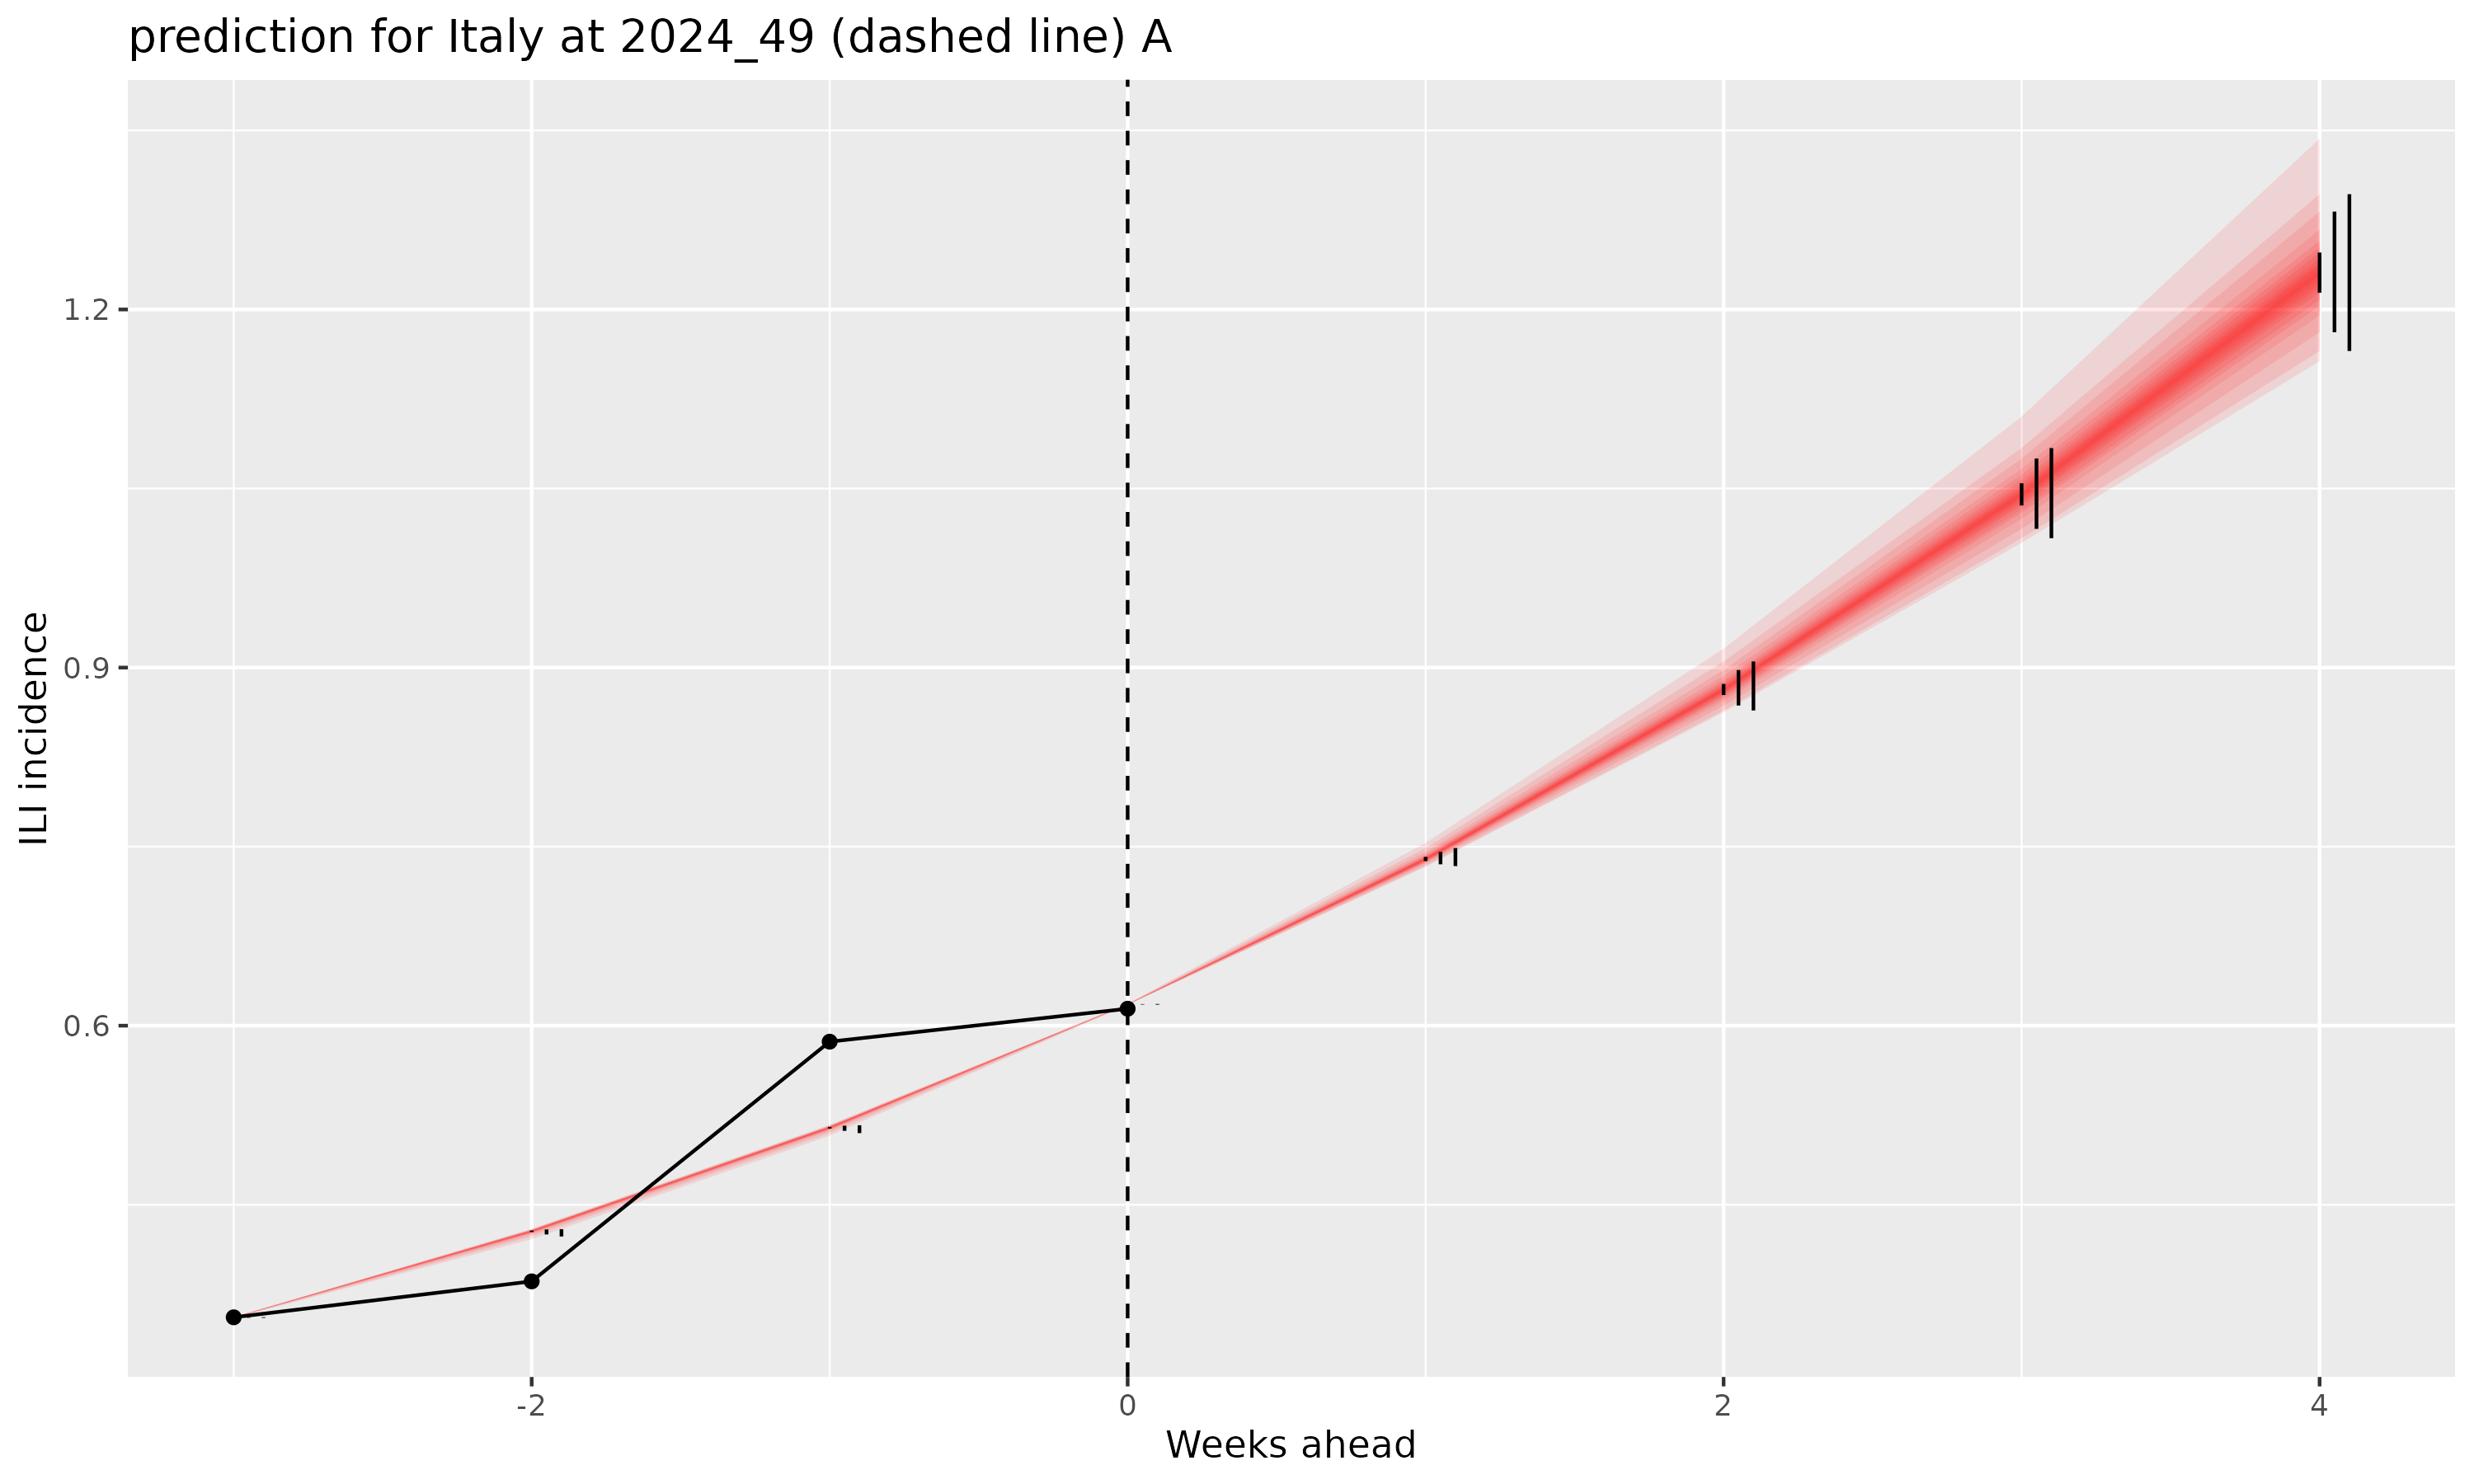 prediction for Italy at 2024_49 (dashed line) A
ILI incidence
1.2
0.9
0.6
-2
0
2
4
Weeks ahead